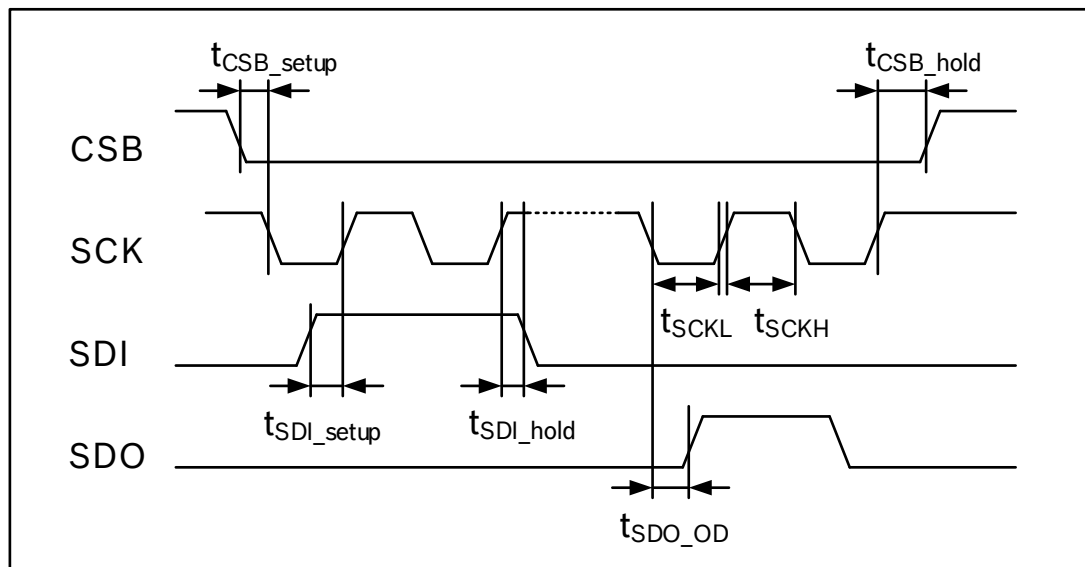 tCSB_setup
tCSB_hold
CSB
SCK
tSCKL
tSCKH
SDI
tSDI_setup
tSDI_hold
SDO
tSDO_OD